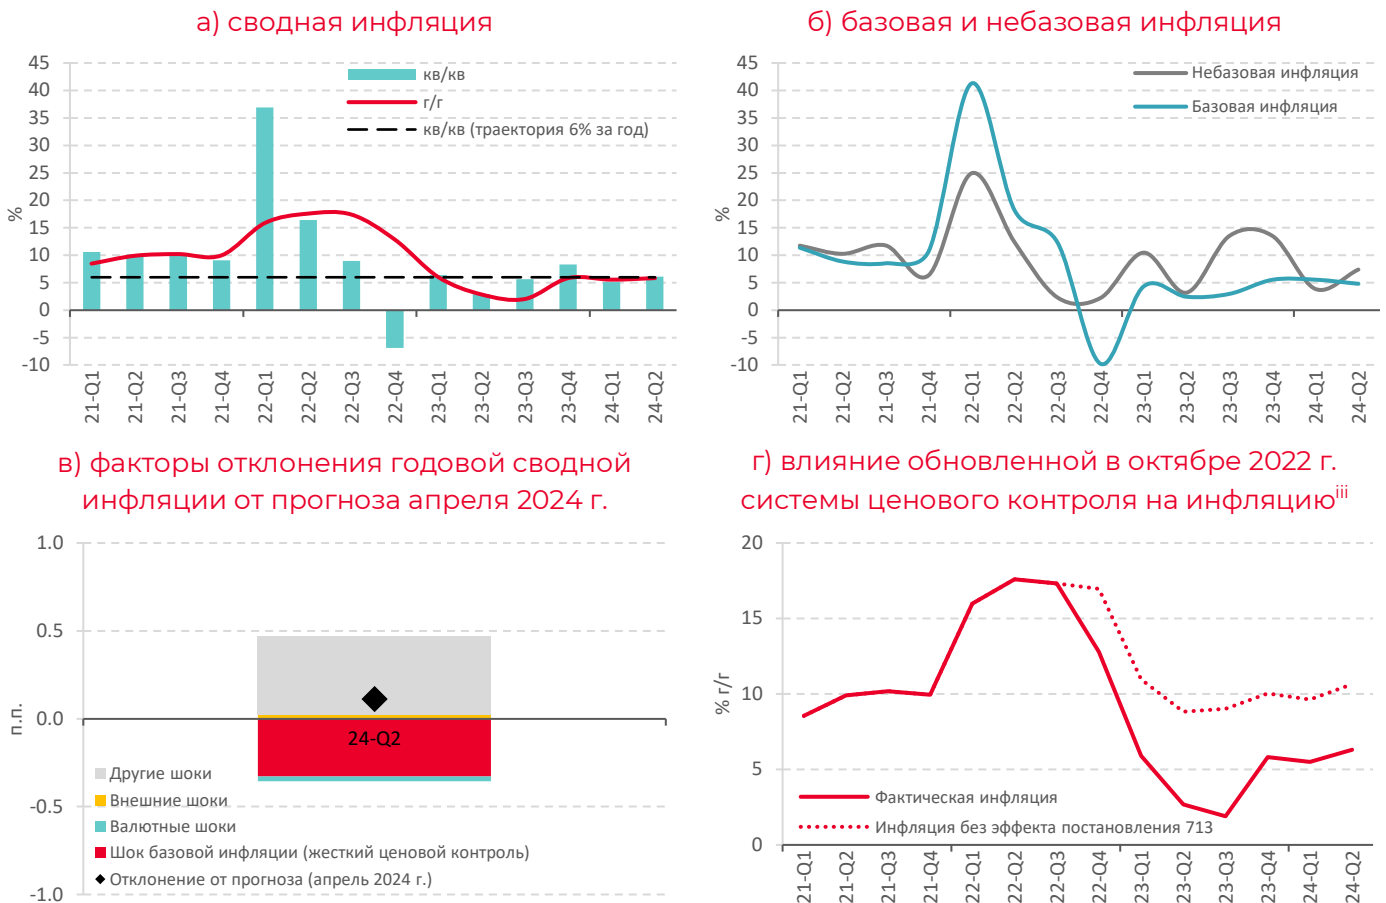 а) сводная инфляция
45
40
35
30
25
20
15
10
5
0
-5
-10
%
кв/кв
г/г
кв/кв (траектория 6% за год)
21-Q1
21-Q2
21-Q3
21-Q4
22-Q1
22-Q2
22-Q3
22-Q4
23-Q1
23-Q2
23-Q3
23-Q4
24-Q1
24-Q2
б) базовая и небазовая инфляция
45
40
35
30
25
20
15
10
5
0
-5
-10
%
Небазовая инфляция
Базовая инфляция
21-Q1
21-Q2
21-Q3
21-Q4
22-Q1
22-Q2
22-Q3
22-Q4
23-Q1
23-Q2
23-Q3
23-Q4
24-Q1
24-Q2
в) факторы отклонения годовой сводной
инфляции от прогноза апреля 2024 г.
1.0
0.5
0.0
-0.5
-1.0
п.п.
24-Q2
Другие шоки
Внешние шоки
Валютные шоки
Шок базовой инфляции (жесткий ценовой контроль)
Отклонение от прогноза (апрель 2024 г.)
г) влияние обновленной в октябре 2022 г.
системы ценового контроля на инфляциюiii
20
15
10
5
0
% г/г
Фактическая инфляция
Инфляция без эффекта постановления 713
21-Q1
21-Q2
21-Q3
21-Q4
22-Q1
22-Q2
22-Q3
22-Q4
23-Q1
23-Q2
23-Q3
23-Q4
24-Q1
24-Q2